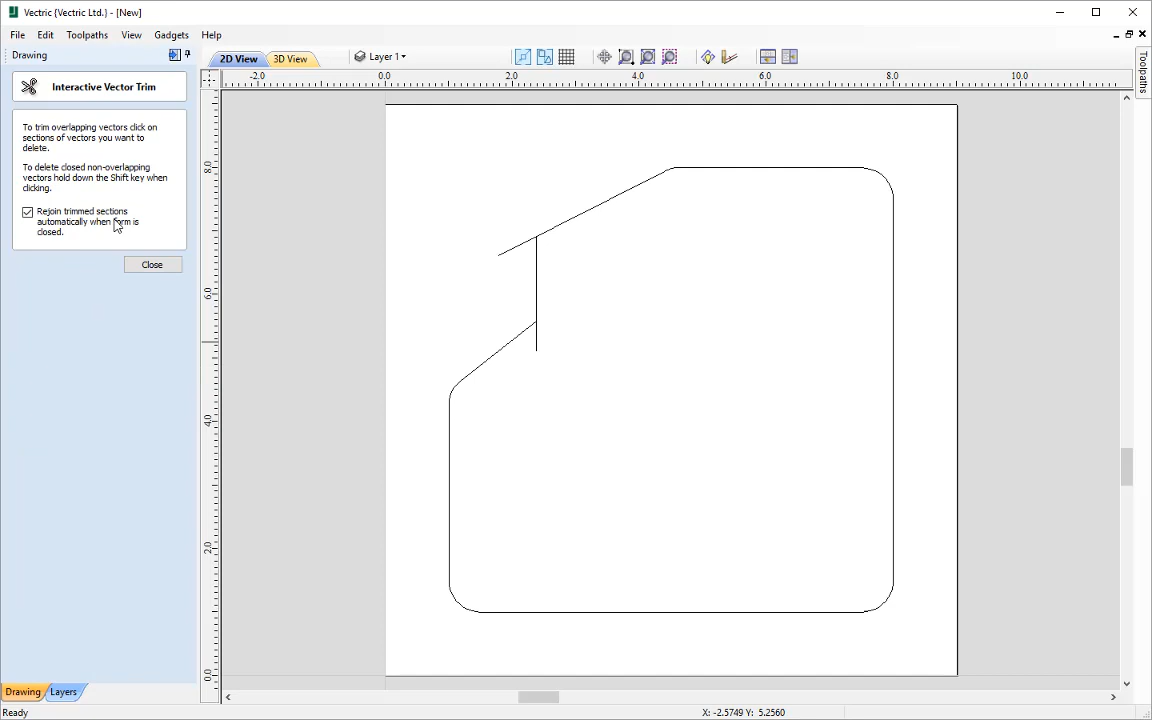 Vectric {Vectric Ltd.} - [New]
File Edit Toolpaths View Gadgets Help
Drawing
2D View 3D View Layer 1
Interactive Vector Trim
To trim overlapping vectors click on
sections of vectors you want to
delete.
To delete closed non-overlapping
vectors hold down the Shift key when
clicking.
Rejoin trimmed sections
automatically when form is
closed.
Close
-2.0 0.0 2.0 4.0 6.0 8.0 10.0
8.0
6.0
4.0
2.0
0.0
Toolpaths
Drawing Layers
Ready
X: -2.5749 Y: 5.2560